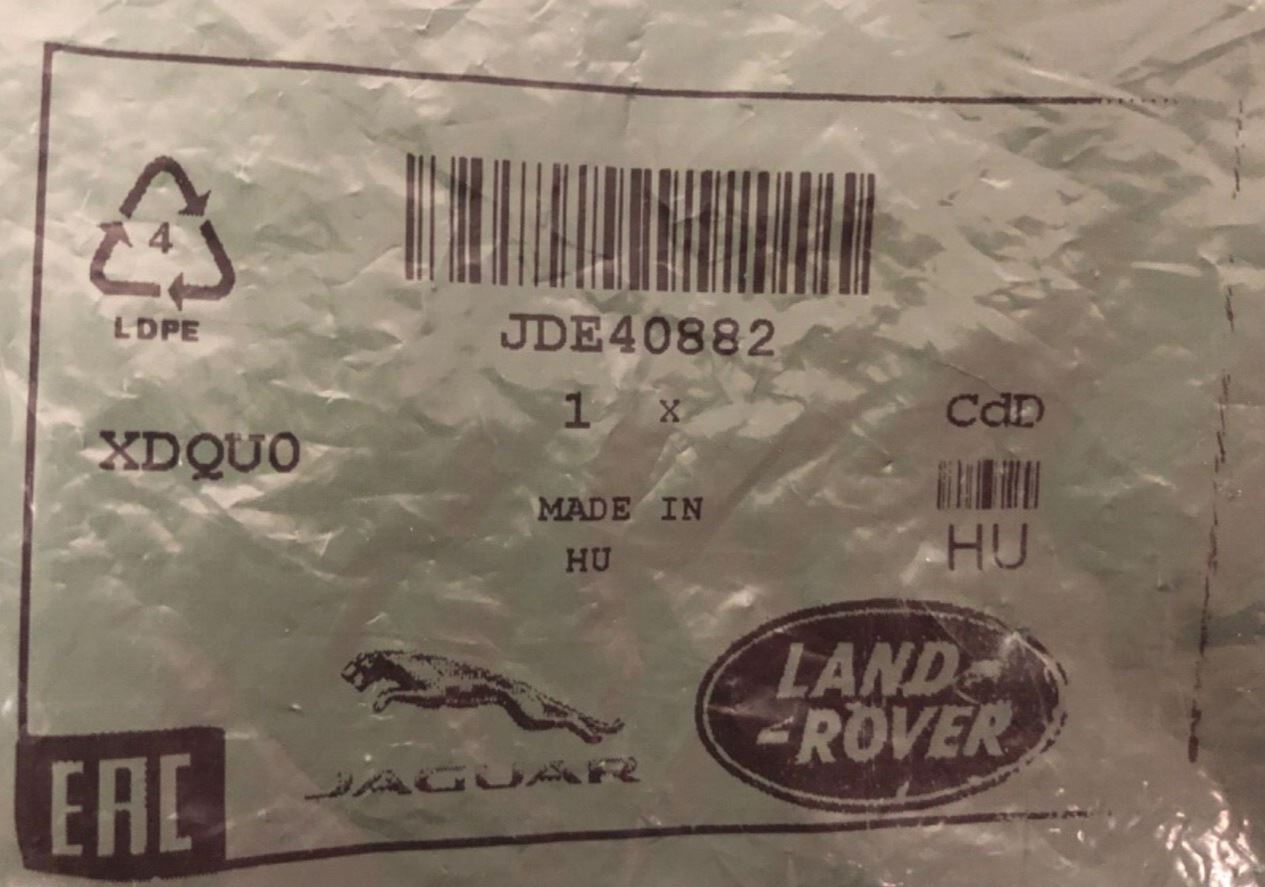 4
LDPE
JDE40882
1 x
CdD
XDQU0
MADE IN
HU
HU
JAGUAR
LAND-
-ROVER
EAC